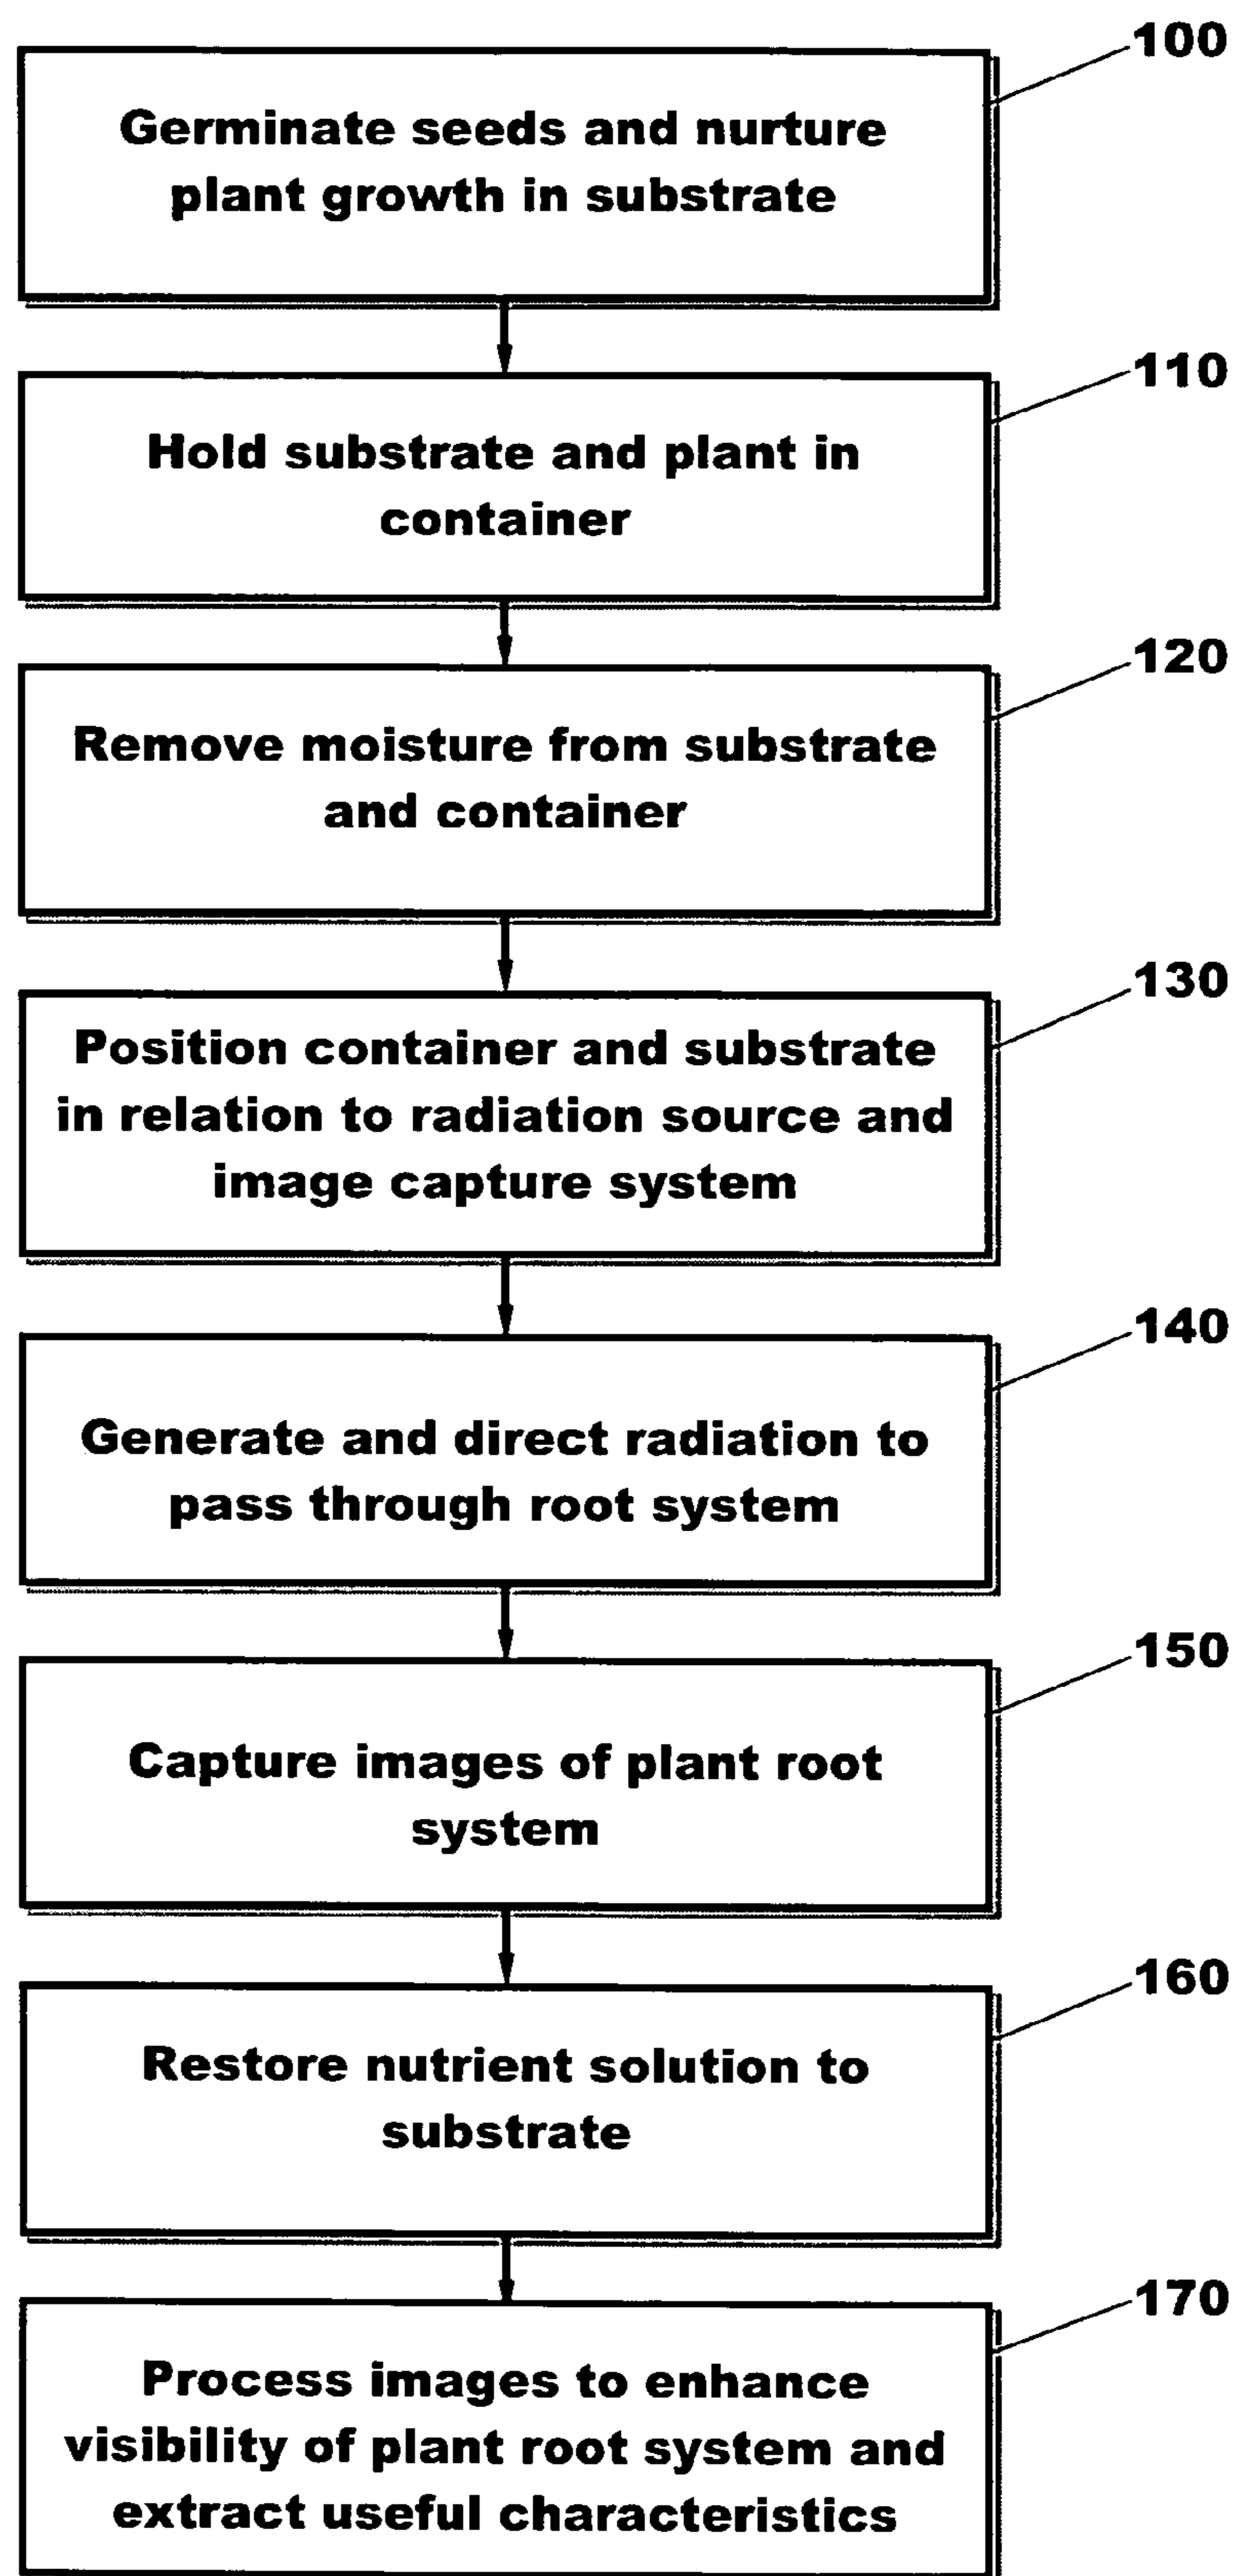 100
Germinate seeds and nurture
plant growth in substrate
110
Hold substrate and plant in
container
120
Remove moisture from substrate
and container
130
Position container and substrate
in relation to radiation source and
image capture system
140
Generate and direct radiation to
pass through root system
150
Capture images of plant root
system
160
Restore nutrient solution to
substrate
170
Process images to enhance
visibility of plant root system and
extract useful characteristics